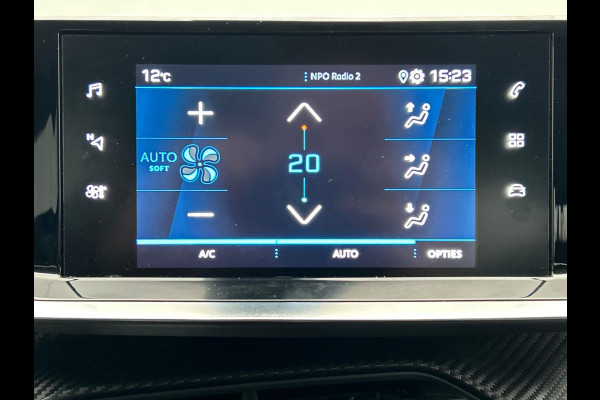 12°C NPO Radio 2 15:23
N
AUTO
SOFT
20
A/C AUTO OPTIES